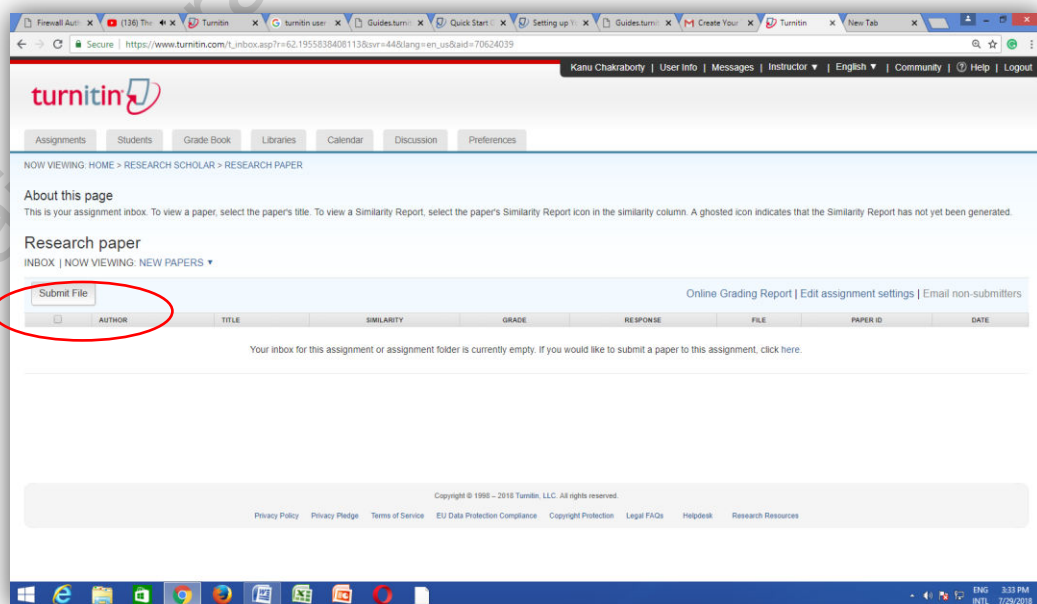 Firewall Auth
(136) The
Turnitin
turnitin user
Guides.turnit
Quick Start G
Setting up Yo
Guides.turnit
Create Your
Turnitin
New Tab
Secure | https://www.turnitin.com/t_inbox.asp?r=62.1955838408113&svr=44&lang=en_us&aid=70624039
Kanu Chakraborty | User Info | Messages | Instructor ▼ | English ▼ | Community | ? Help | Logout
turnitin
Assignments Students Grade Book Libraries Calendar Discussion Preferences
NOW VIEWING: HOME > RESEARCH SCHOLAR > RESEARCH PAPER
About this page
This is your assignment inbox. To view a paper, select the paper's title. To view a Similarity Report, select the paper's Similarity Report icon in the similarity column. A ghosted icon indicates that the Similarity Report has not yet been generated.
Research paper
INBOX | NOW VIEWING: NEW PAPERS ▼
Submit File
Online Grading Report | Edit assignment settings | Email non-submitters
AUTHOR TITLE SIMILARITY GRADE RESPONSE FILE PAPER ID DATE
Your inbox for this assignment or assignment folder is currently empty. If you would like to submit a paper to this assignment, click here.
Copyright © 1998 – 2018 Turnitin, LLC. All rights reserved.
Privacy Policy Privacy Pledge Terms of Service EU Data Protection Compliance Copyright Protection Legal FAQs Helpdesk Research Resources
ENG 3:33 PM
INTL 7/29/2018